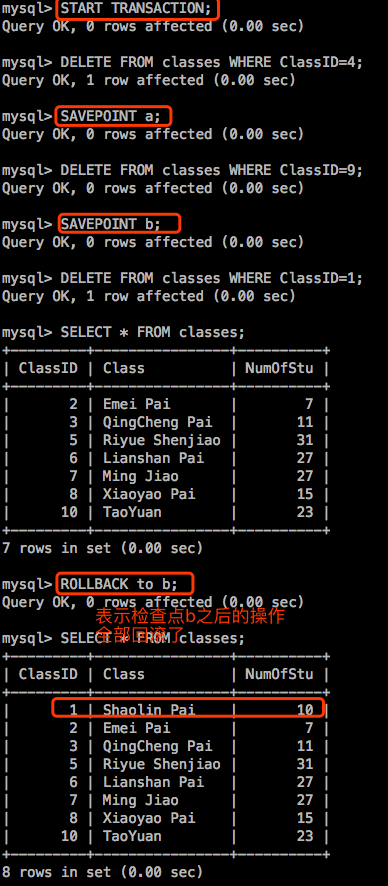 mysql> START TRANSACTION;
Query OK, 0 rows affected (0.00 sec)
mysql> DELETE FROM classes WHERE ClassID=4;
Query OK, 1 row affected (0.00 sec)
mysql> SAVEPOINT a;
Query OK, 0 rows affected (0.00 sec)
mysql> DELETE FROM classes WHERE ClassID=9;
Query OK, 0 rows affected (0.00 sec)
mysql> SAVEPOINT b;
Query OK, 0 rows affected (0.00 sec)
mysql> DELETE FROM classes WHERE ClassID=1;
Query OK, 1 row affected (0.00 sec)
mysql> SELECT * FROM classes;
+---------+----------------+----------+
| ClassID | Class          | NumOfStu |
+---------+----------------+----------+
|       2 | Emei Pai       |        7 |
|       3 | QingCheng Pai  |       11 |
|       5 | Riyue Shenjiao |       31 |
|       6 | Lianshan Pai   |       27 |
|       7 | Ming Jiao      |       27 |
|       8 | Xiaoyao Pai    |       15 |
|      10 | TaoYuan        |       23 |
+---------+----------------+----------+
7 rows in set (0.00 sec)
mysql> ROLLBACK to b;
Query OK, 0 rows affected (0.00 sec)
表示检查点b之后的操作
全部回滚了
mysql> SELECT * FROM classes;
+---------+----------------+----------+
| ClassID | Class          | NumOfStu |
+---------+----------------+----------+
|       1 | Shaolin Pai    |       10 |
|       2 | Emei Pai       |        7 |
|       3 | QingCheng Pai  |       11 |
|       5 | Riyue Shenjiao |       31 |
|       6 | Lianshan Pai   |       27 |
|       7 | Ming Jiao      |       27 |
|       8 | Xiaoyao Pai    |       15 |
|      10 | TaoYuan        |       23 |
+---------+----------------+----------+
8 rows in set (0.00 sec)